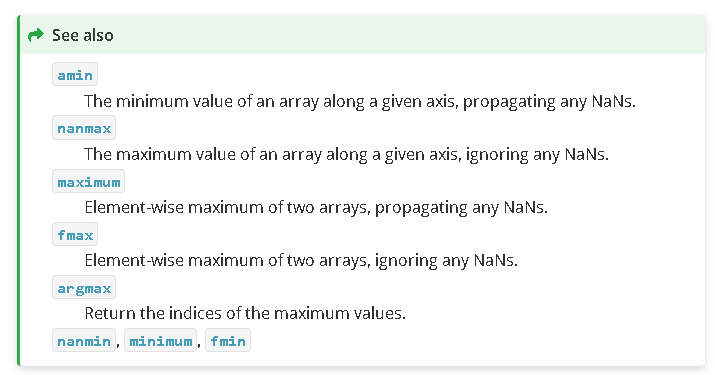 See also
amin
The minimum value of an array along a given axis, propagating any NaNs.
nanmax
The maximum value of an array along a given axis, ignoring any NaNs.
maximum
Element-wise maximum of two arrays, propagating any NaNs.
fmax
Element-wise maximum of two arrays, ignoring any NaNs.
argmax
Return the indices of the maximum values.
nanmin, minimum, fmin